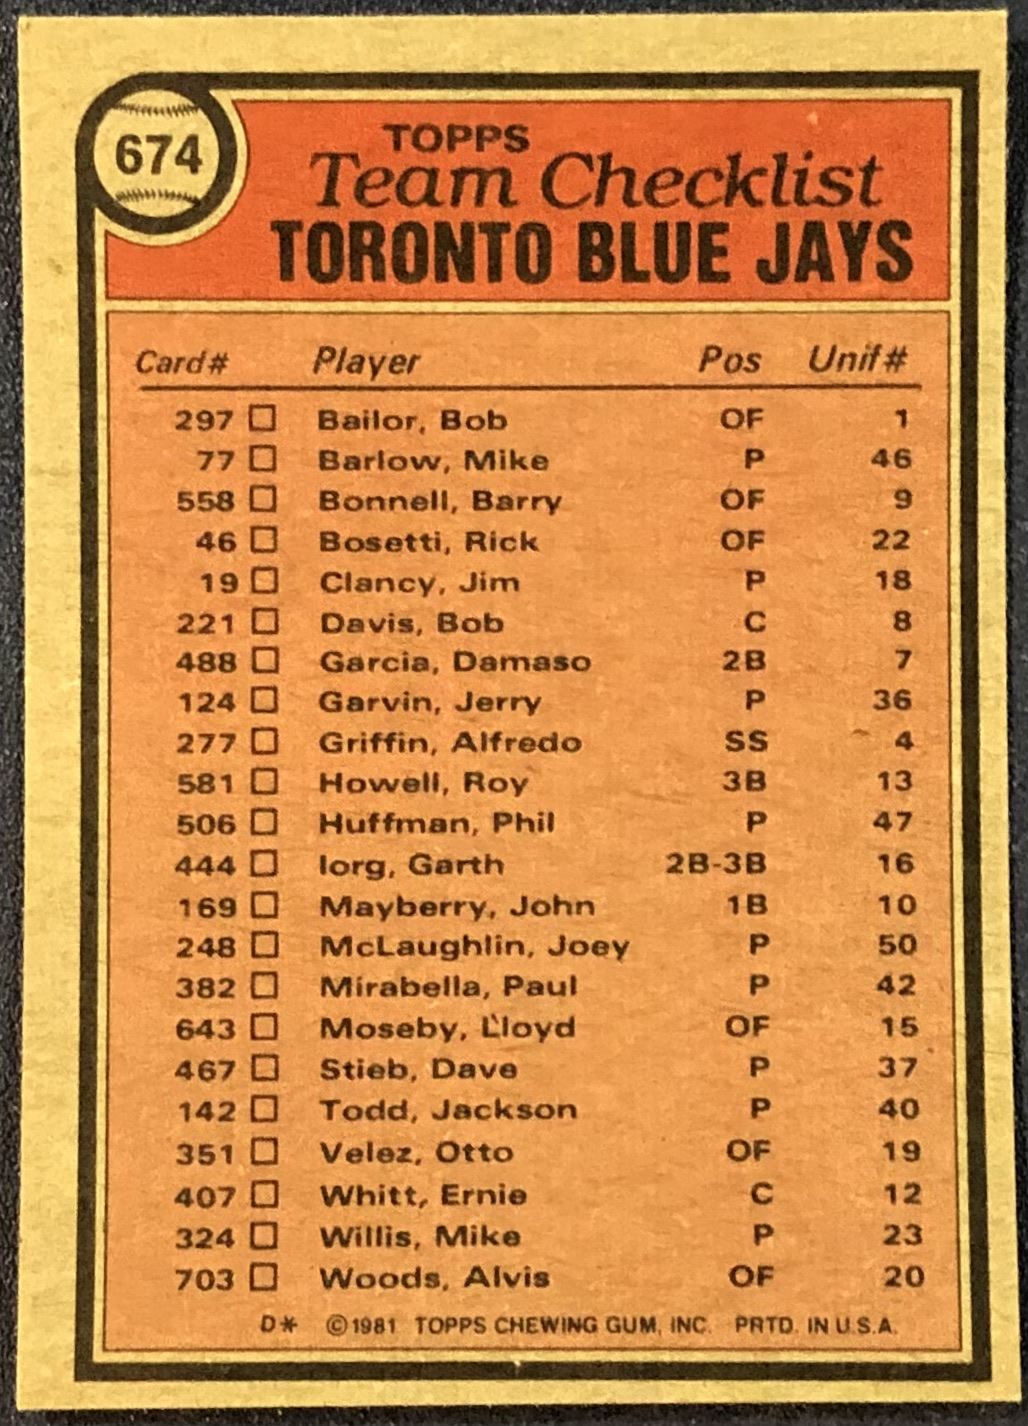 674
TOPPS
Team Checklist
TORONTO BLUE JAYS
Card# Player Pos Unif#
297 Bailor, Bob OF 1
77 Barlow, Mike P 46
558 Bonnell, Barry OF 9
46 Bosetti, Rick OF 22
19 Clancy, Jim P 18
221 Davis, Bob C 8
488 Garcia, Damaso 2B 7
124 Garvin, Jerry P 36
277 Griffin, Alfredo SS 4
581 Howell, Roy 3B 13
506 Huffman, Phil P 47
444 Iorg, Garth 2B-3B 16
169 Mayberry, John 1B 10
248 McLaughlin, Joey P 50
382 Mirabella, Paul P 42
643 Moseby, Lloyd OF 15
467 Stieb, Dave P 37
142 Todd, Jackson P 40
351 Velez, Otto OF 19
407 Whitt, Ernie C 12
324 Willis, Mike P 23
703 Woods, Alvis OF 20
D* ©1981 TOPPS CHEWING GUM, INC. PRTD. IN U.S.A.